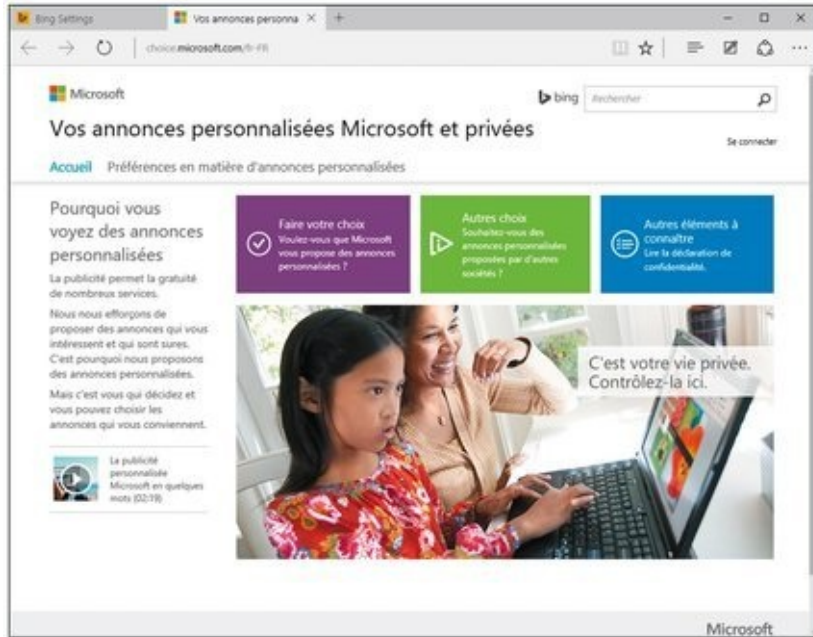 Bing Settings
Vos annonces persona
choice.microsoft.com/fr-FR
Microsoft
bing
Rechercher
Vos annonces personnalisées Microsoft et privées
Se connecter
Accueil Préférences en matière d'annonces personnalisées
Pourquoi vous
voyez des annonces
personnalisées
La publicité permet la gratuité
de nombreux services.
Nous nous efforçons de
proposer des annonces qui vous
intéressent et qui sont sures.
C'est pourquoi nous proposons
des annonces personnalisées.
Mais c'est vous qui décidez et
vous pouvez choisir les
annonces qui vous conviennent.
La publicité
personnalisée
Microsoft en quelques
mots (02:19)
Faire votre choix
Voulez-vous que Microsoft
vous propose des annonces
personnalisées ?
Autres choix
Souhaitez-vous des
annonces personnalisées
proposées par d'autres
sociétés ?
Autres éléments à
connaître
Lire la déclaration de
confidentialité.
C'est votre vie privée.
Contrôlez-la ici.
Microsoft